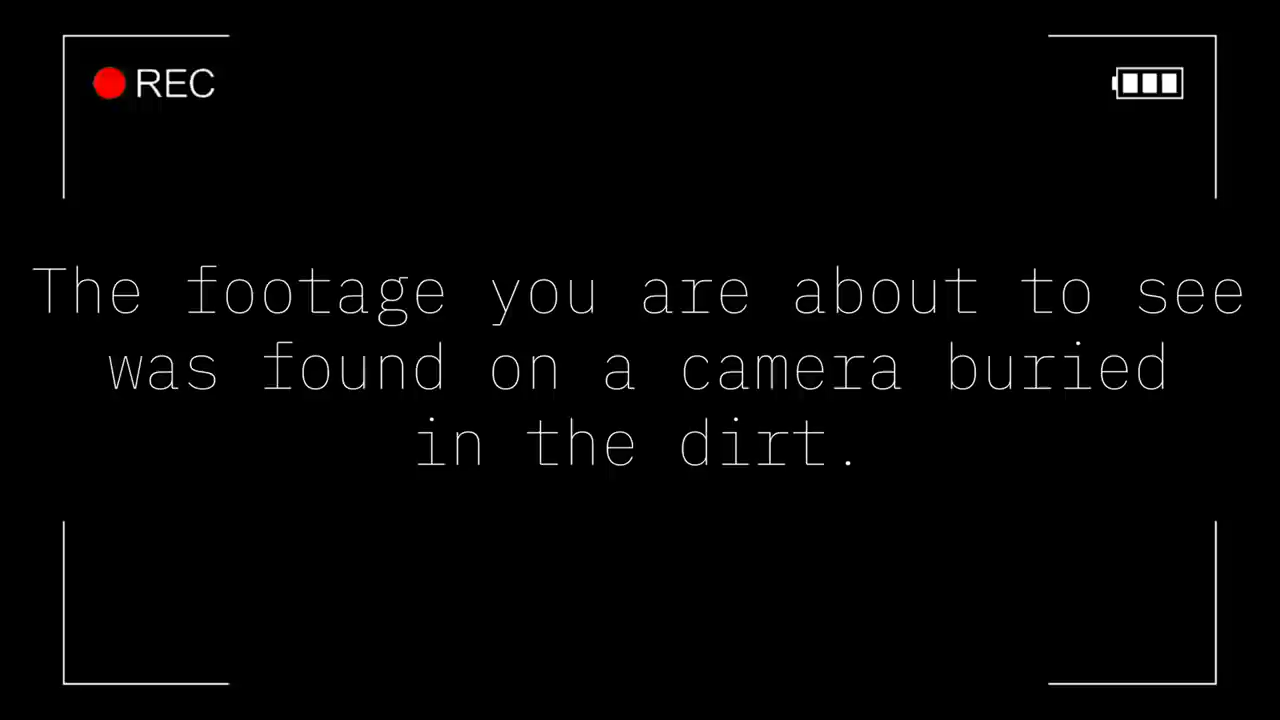 REC
The footage you are about to see
was found on a camera buried
in the dirt.